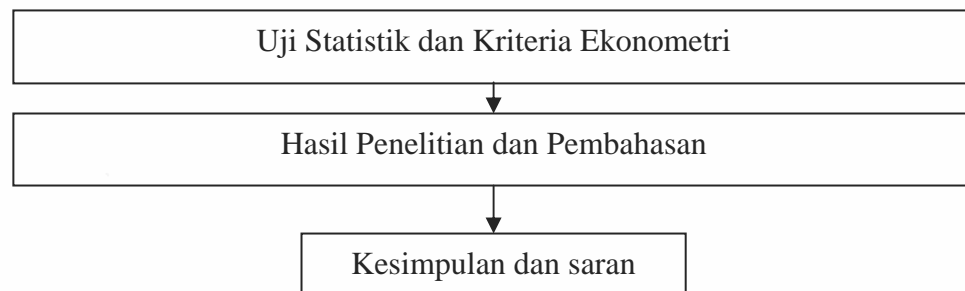 Uji Statistik dan Kriteria Ekonometri
Hasil Penelitian dan Pembahasan
Kesimpulan dan saran